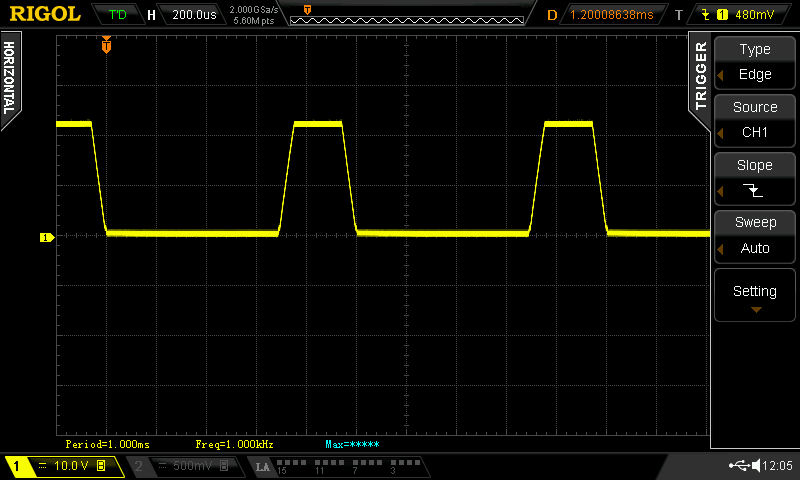 RIGOL T'D H 200.0us 2.000GSa/s 5.60M pts T D 1.20008638ms T 1 480mV
HORIZONTAL
T
TRIGGER
Type
Edge
Source
CH1
Slope
Sweep
Auto
Setting
1
Period=1.000ms Freq=1.000kHz Max=*****
1 10.0 V B 2 500mV B LA 15 11 7 3 12:05